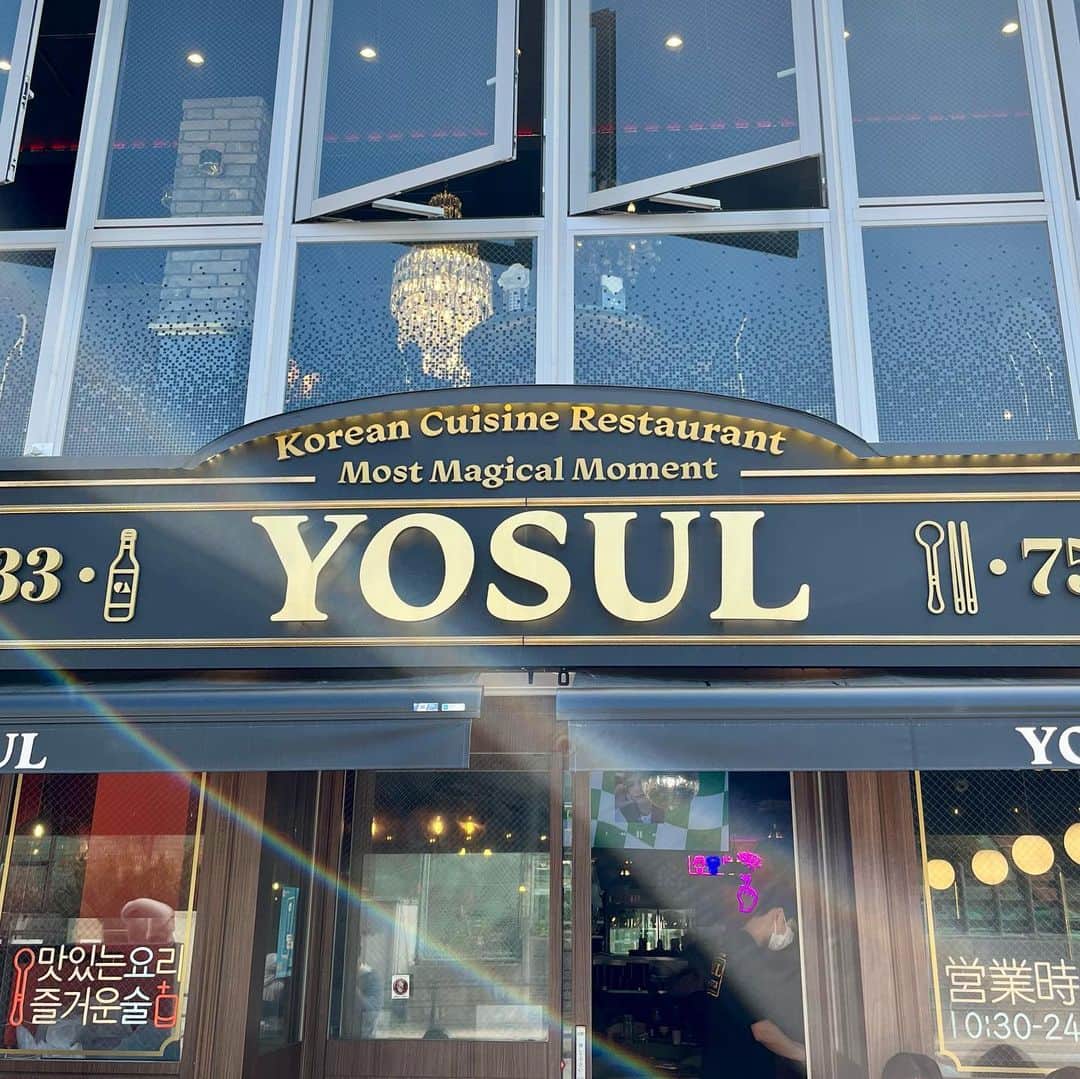 Korean Cuisine Restaurant
Most Magical Moment
33 · YOSUL · 75
UL
YO
맛있는요리
즐거운술
営業時
10:30-24